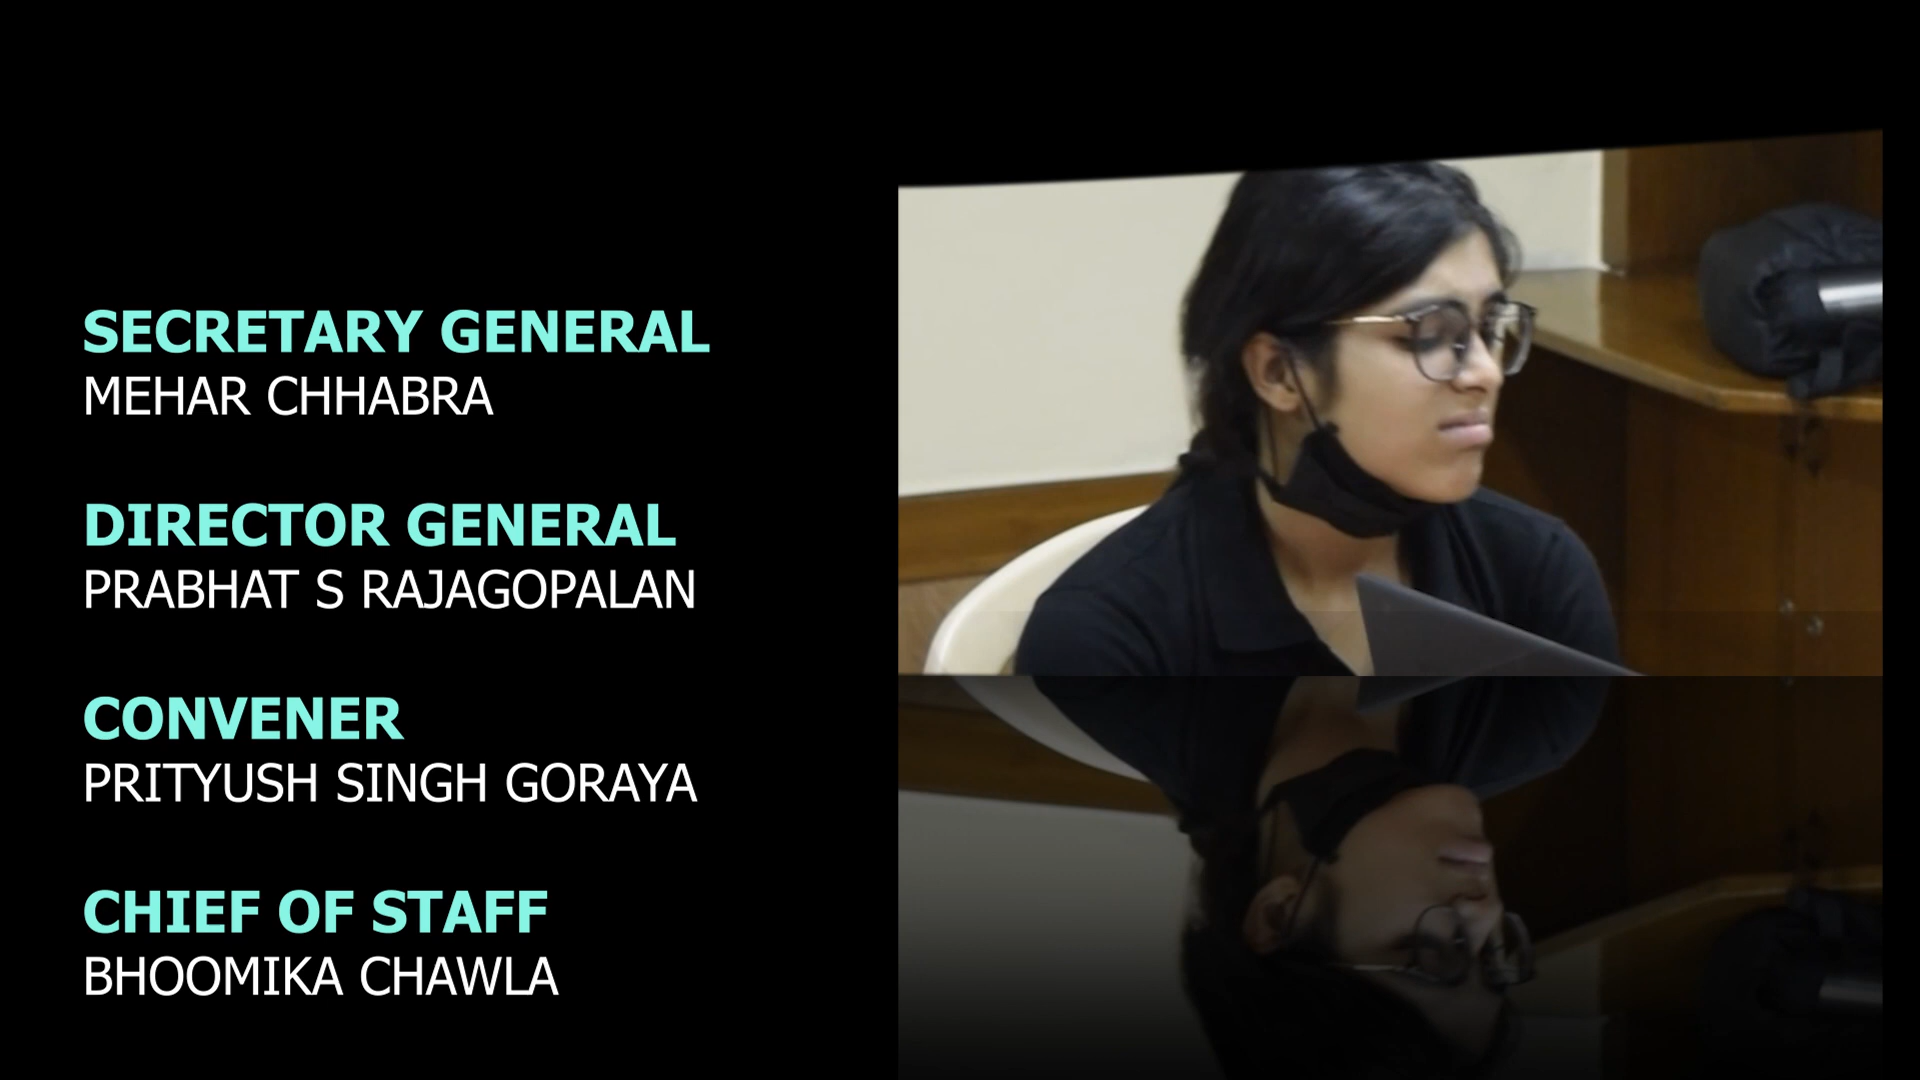 SECRETARY GENERAL
MEHAR CHHABRA
DIRECTOR GENERAL
PRABHAT S RAJAGOPALAN
CONVENER
PRITYUSH SINGH GORAYA
CHIEF OF STAFF
BHOOMIKA CHAWLA